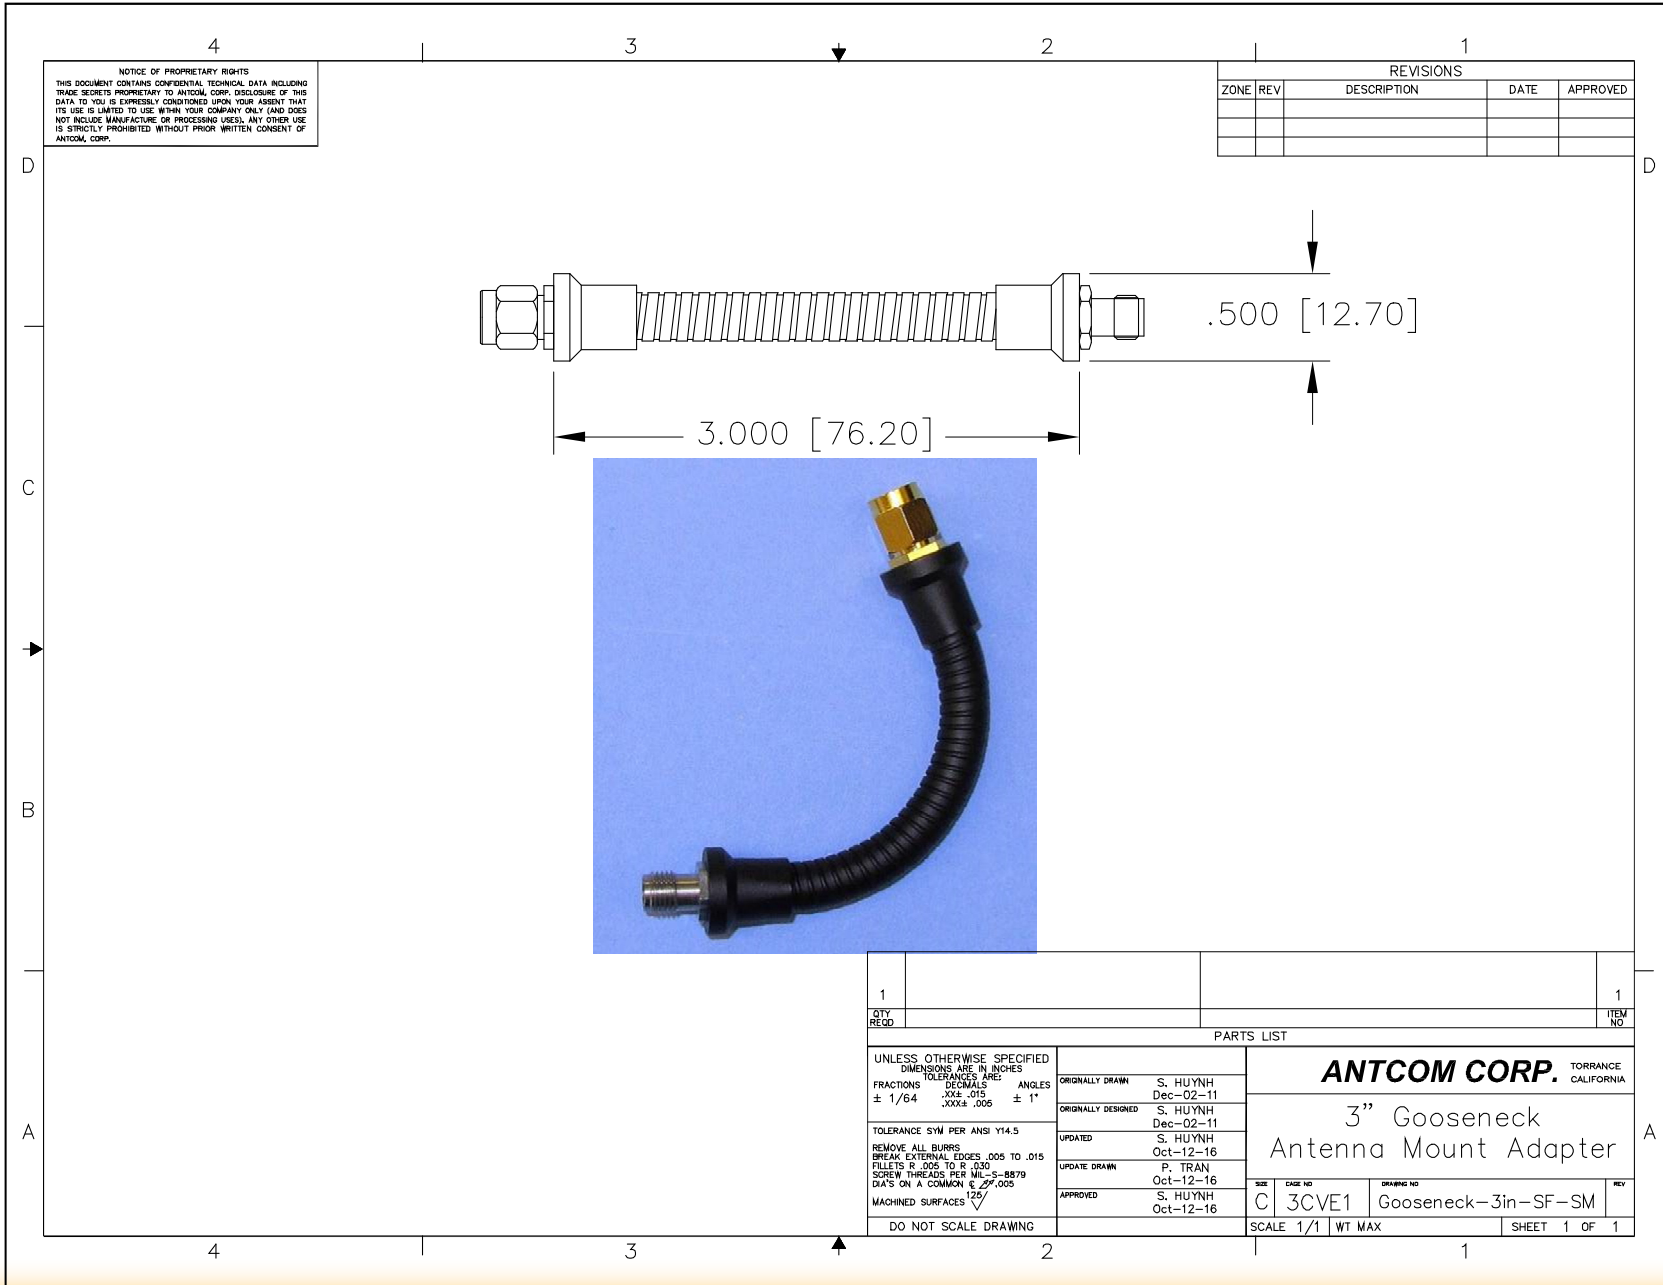 4 3 2 1
NOTICE OF PROPRIETARY RIGHTS
THIS DOCUMENT CONTAINS CONFIDENTIAL TECHNICAL DATA INCLUDING
TRADE SECRETS PROPRIETARY TO ANTCOM, CORP. DISCLOSURE OF THIS
DATA TO YOU IS EXPRESSLY CONDITIONED UPON YOUR ASSENT THAT
ITS USE IS LIMITED TO USE WITHIN YOUR COMPANY ONLY (AND DOES
NOT INCLUDE MANUFACTURE OR PROCESSING USES). ANY OTHER USE
IS STRICTLY PROHIBITED WITHOUT PRIOR WRITTEN CONSENT OF
ANTCOM, CORP.
REVISIONS
ZONE REV DESCRIPTION DATE APPROVED
D D
.500 [12.70]
3.000 [76.20]
C
B
1 1
QTY REQD ITEM NO
PARTS LIST
UNLESS OTHERWISE SPECIFIED
DIMENSIONS ARE IN INCHES
TOLERANCES ARE:
FRACTIONS DECIMALS ANGLES
± 1/64 .XX± .015 ± 1°
.XXX± .005
TOLERANCE SYM PER ANSI Y14.5
REMOVE ALL BURRS
BREAK EXTERNAL EDGES .005 TO .015
FILLETS R .005 TO R .030
SCREW THREADS PER MIL-S-8879
DIA'S ON A COMMON ℄ .005
MACHINED SURFACES 125
DO NOT SCALE DRAWING
ORIGINALLY DRAWN S. HUYNH
Dec-02-11
ORIGINALLY DESIGNED S. HUYNH
Dec-02-11
UPDATED S. HUYNH
Oct-12-16
UPDATE DRAWN P. TRAN
Oct-12-16
APPROVED S. HUYNH
Oct-12-16
ANTCOM CORP. TORRANCE
CALIFORNIA
3" Gooseneck
Antenna Mount Adapter
SIZE CAGE NO DRAWING NO REV
C 3CVE1 Gooseneck-3in-SF-SM
SCALE 1/1 WT MAX SHEET 1 OF 1
A A
4 3 2 1